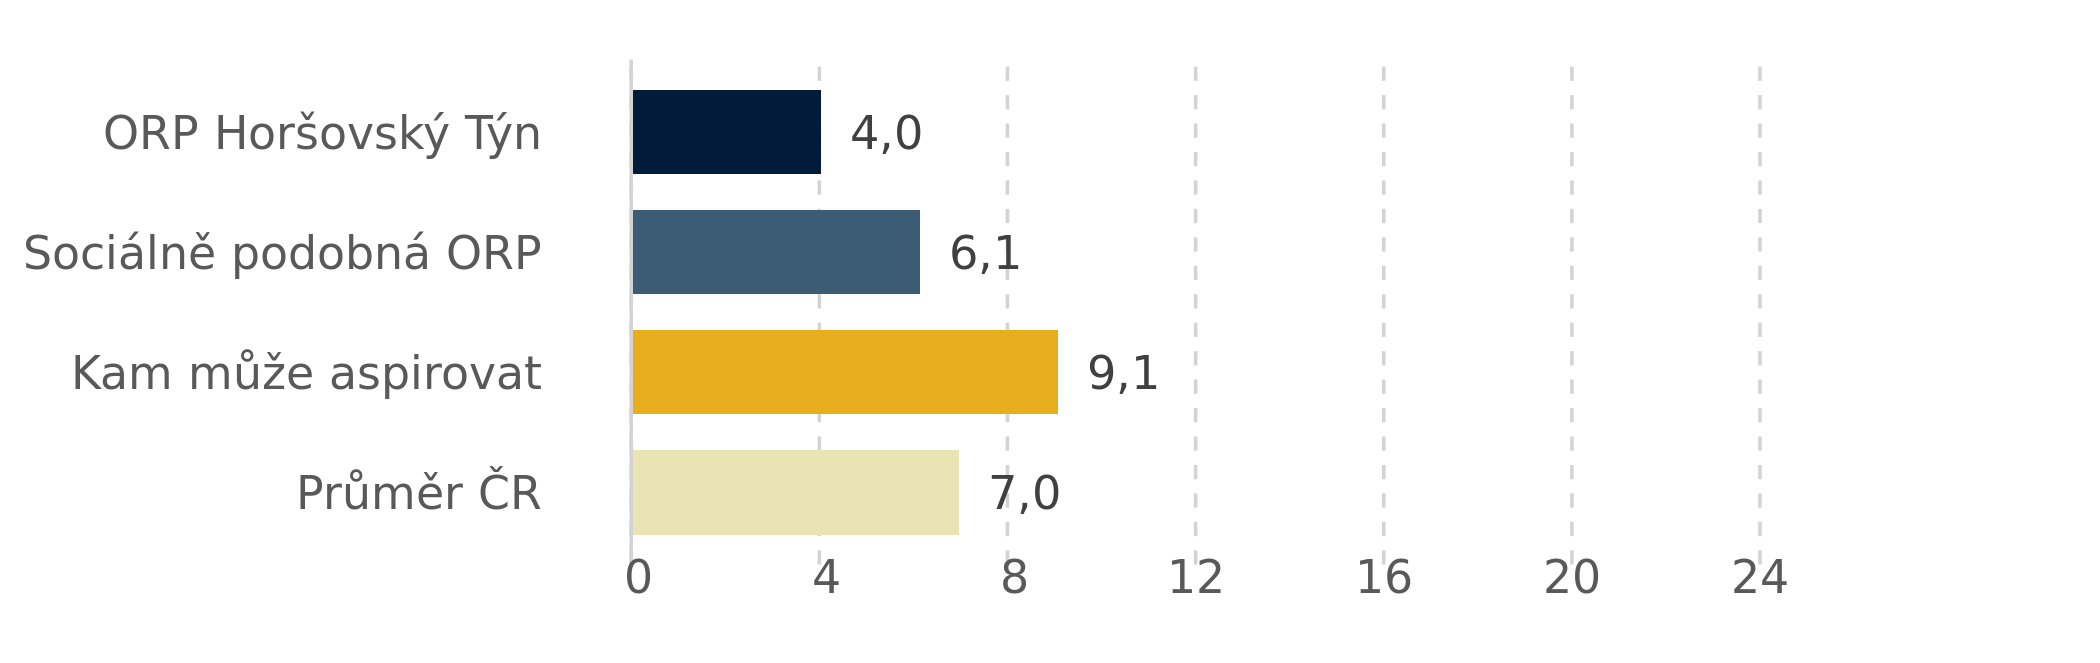 ORP Horšovský Týn 4,0
Sociálně podobná ORP 6,1
Kam může aspirovat 9,1
Průměr ČR 7,0
0 4 8 12 16 20 24